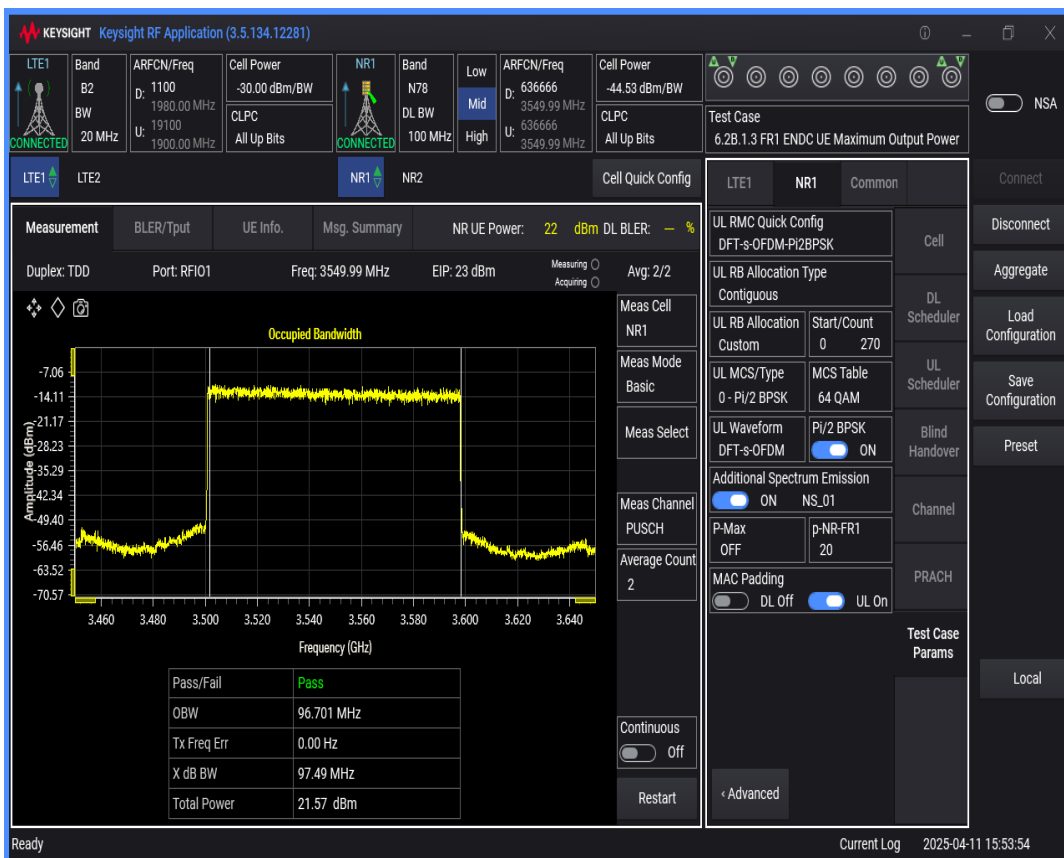 KEYSIGHT Keysight RF Application (3.5.134.12281)
LTE1
CONNECTED
Band
B2
BW
20 MHz
ARFCN/Freq
D: 1100
1980.00 MHz
U: 19100
1900.00 MHz
Cell Power
-30.00 dBm/BW
CLPC
All Up Bits
NR1
CONNECTED
Band
N78
DL BW
100 MHz
Low
Mid
High
ARFCN/Freq
D: 636666
3549.99 MHz
U: 636666
3549.99 MHz
Cell Power
-44.53 dBm/BW
CLPC
All Up Bits
Test Case
6.2B.1.3 FR1 ENDC UE Maximum Output Power
NSA
LTE1 LTE2 NR1 NR2 Cell Quick Config
Measurement BLER/Tput UE Info. Msg. Summary NR UE Power: 22 dBm DL BLER: — %
Duplex: TDD Port: RFIO1 Freq: 3549.99 MHz EIP: 23 dBm Measuring Acquiring Avg: 2/2
Occupied Bandwidth
Amplitude (dBm)
-7.06
-14.11
-21.17
-28.23
-35.29
-42.34
-49.40
-56.46
-63.52
-70.57
3.460 3.480 3.500 3.520 3.540 3.560 3.580 3.600 3.620 3.640
Frequency (GHz)
Pass/Fail Pass
OBW 96.701 MHz
Tx Freq Err 0.00 Hz
X dB BW 97.49 MHz
Total Power 21.57 dBm
Meas Cell
NR1
Meas Mode
Basic
Meas Select
Meas Channel
PUSCH
Average Count
2
Continuous
Off
Restart
LTE1 NR1 Common
UL RMC Quick Config
DFT-s-OFDM-Pi2BPSK
UL RB Allocation Type
Contiguous
UL RB Allocation
Custom
Start/Count
0 270
UL MCS/Type
0 - Pi/2 BPSK
MCS Table
64 QAM
UL Waveform
DFT-s-OFDM
Pi/2 BPSK
ON
Additional Spectrum Emission
ON NS_01
P-Max
OFF
p-NR-FR1
20
MAC Padding
DL Off UL On
‹ Advanced
Cell
DL
Scheduler
UL
Scheduler
Blind
Handover
Channel
PRACH
Test Case
Params
Connect
Disconnect
Aggregate
Load
Configuration
Save
Configuration
Preset
Local
Ready Current Log 2025-04-11 15:53:54